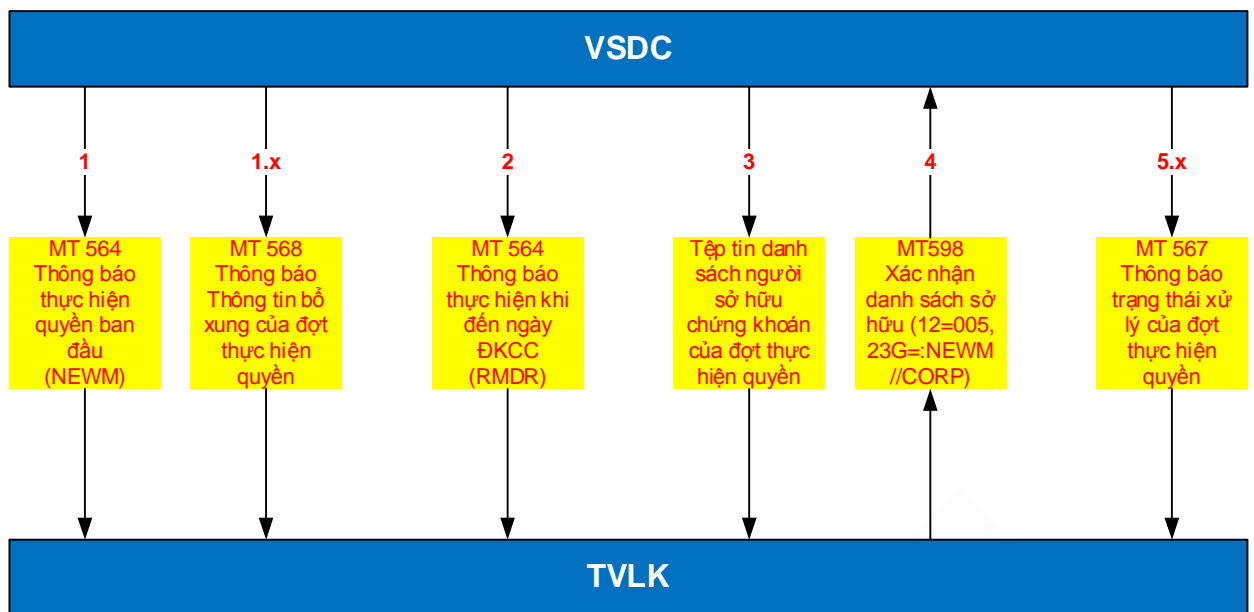 VSDC
1
1.x
2
3
4
5.x
MT 564
Thông báo
thực hiện
quyền ban
đầu
(NEWM)
MT 568
Thông báo
Thông tin bổ
xung của đợt
thực hiện
quyền
MT 564
Thông báo
thực hiện khi
đến ngày
ĐKCC
(RMDR)
Tệp tin danh
sách người
sở hữu
chứng khoán
của đợt thực
hiện quyền
MT598
Xác nhận
danh sách sở
hữu (12=005,
23G=:NEWM
//CORP)
MT 567
Thông báo
trạng thái xử
lý của đợt
thực hiện
quyền
TVLK